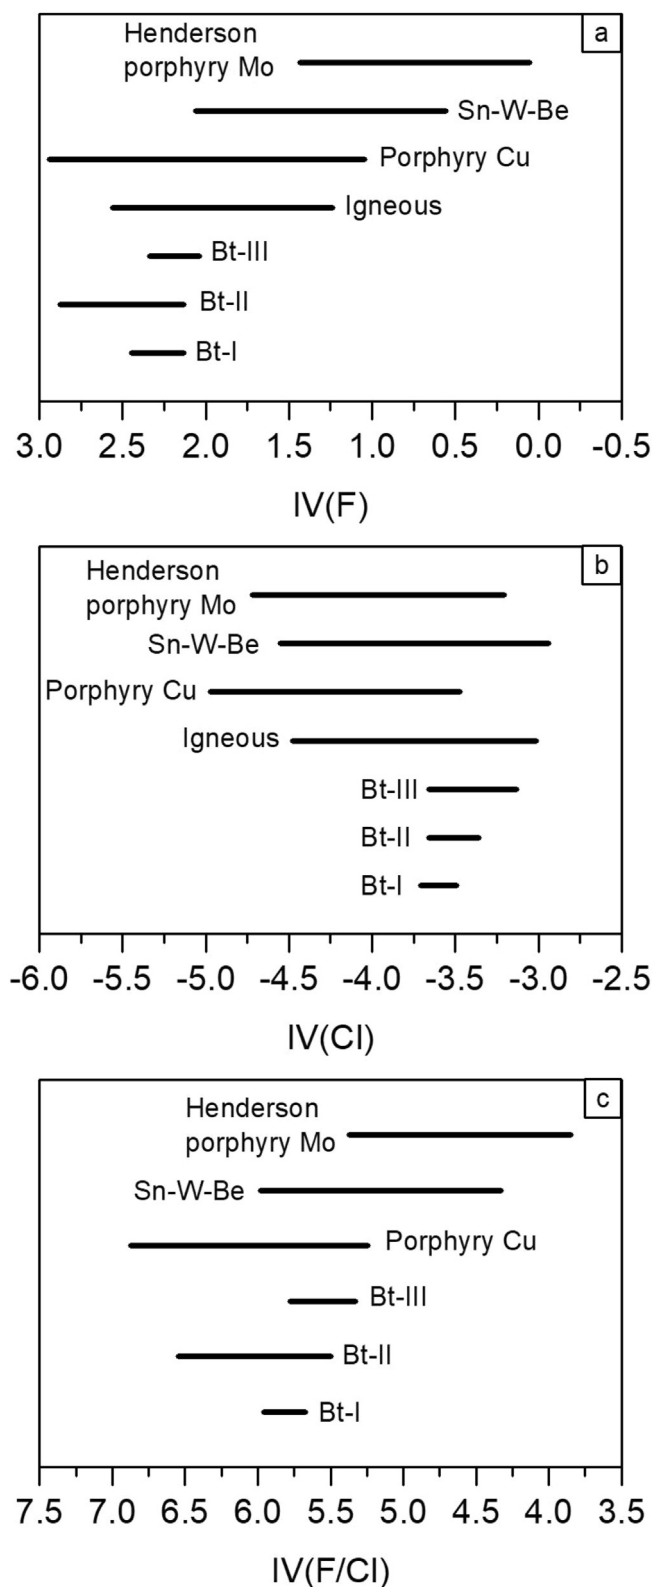 a
Henderson
porphyry Mo
Sn-W-Be
Porphyry Cu
Igneous
Bt-III
Bt-II
Bt-I
3.0 2.5 2.0 1.5 1.0 0.5 0.0 -0.5
IV(F)
b
Henderson
porphyry Mo
Sn-W-Be
Porphyry Cu
Igneous
Bt-III
Bt-II
Bt-I
-6.0 -5.5 -5.0 -4.5 -4.0 -3.5 -3.0 -2.5
IV(Cl)
c
Henderson
porphyry Mo
Sn-W-Be
Porphyry Cu
Bt-III
Bt-II
Bt-I
7.5 7.0 6.5 6.0 5.5 5.0 4.5 4.0 3.5
IV(F/Cl)